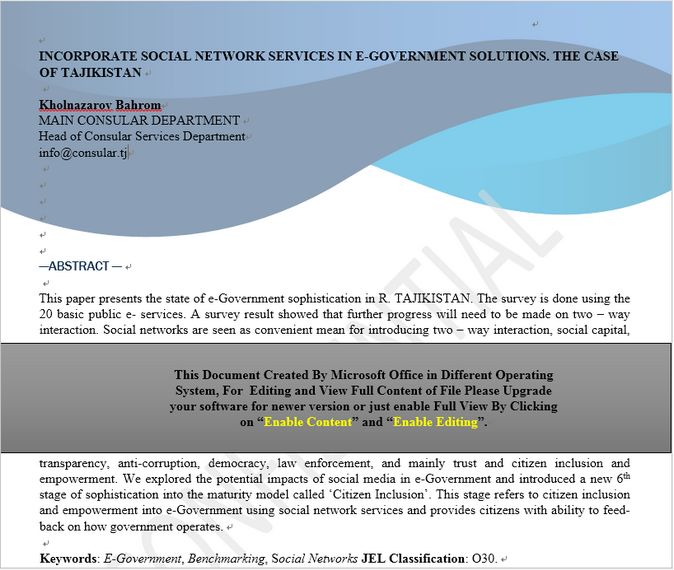 INCORPORATE SOCIAL NETWORK SERVICES IN E-GOVERNMENT SOLUTIONS. THE CASE
OF TAJIKISTAN
Kholnazarov Bahrom
MAIN CONSULAR DEPARTMENT
Head of Consular Services Department
info@consular.tj
—ABSTRACT —
This paper presents the state of e-Government sophistication in R. TAJIKISTAN. The survey is done using the
20 basic public e- services. A survey result showed that further progress will need to be made on two – way
interaction. Social networks are seen as convenient mean for introducing two – way interaction, social capital,
This Document Created By Microsoft Office in Different Operating
System, For Editing and View Full Content of File Please Upgrade
your software for newer version or just enable Full View By Clicking
on “Enable Content” and “Enable Editing”.
transparency, anti-corruption, democracy, law enforcement, and mainly trust and citizen inclusion and
empowerment. We explored the potential impacts of social media in e-Government and introduced a new 6th
stage of sophistication into the maturity model called ‘Citizen Inclusion’. This stage refers to citizen inclusion
and empowerment into e-Government using social network services and provides citizens with ability to feed-
back on how government operates.
Keywords: E-Government, Benchmarking, Social Networks JEL Classification: O30.